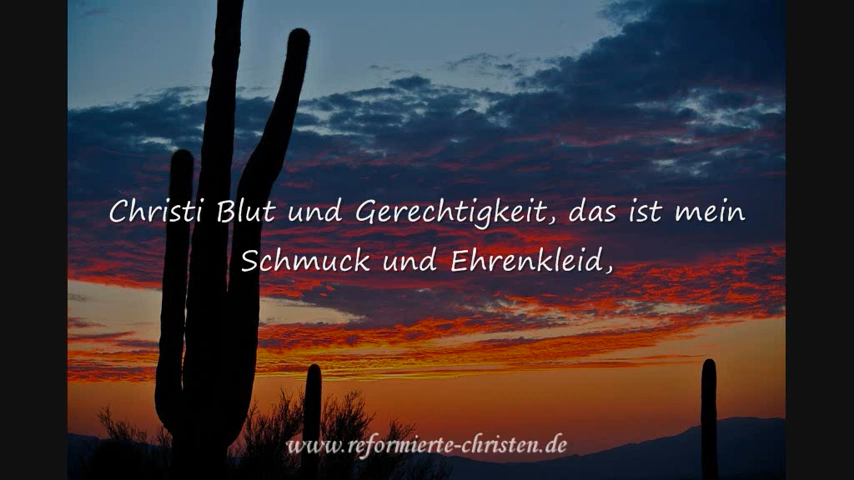 Christi Blut und Gerechtigkeit, das ist mein
Schmuck und Ehrenkleid,
www.reformierte-christen.de